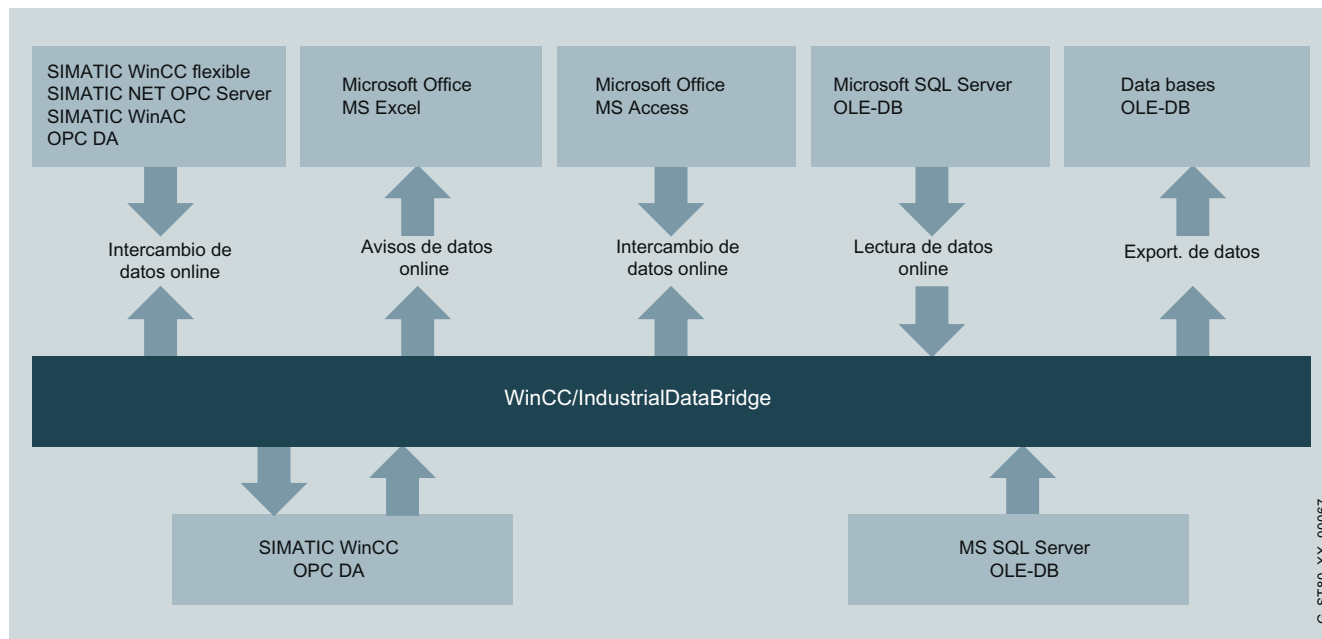 SIMATIC WinCC flexible
SIMATIC NET OPC Server
SIMATIC WinAC
OPC DA
Microsoft Office
MS Excel
Microsoft Office
MS Access
Microsoft SQL Server
OLE-DB
Data bases
OLE-DB
Intercambio de
datos online
Avisos de datos
online
Intercambio de
datos online
Lectura de datos
online
Export. de datos
WinCC/IndustrialDataBridge
SIMATIC WinCC
OPC DA
MS SQL Server
OLE-DB